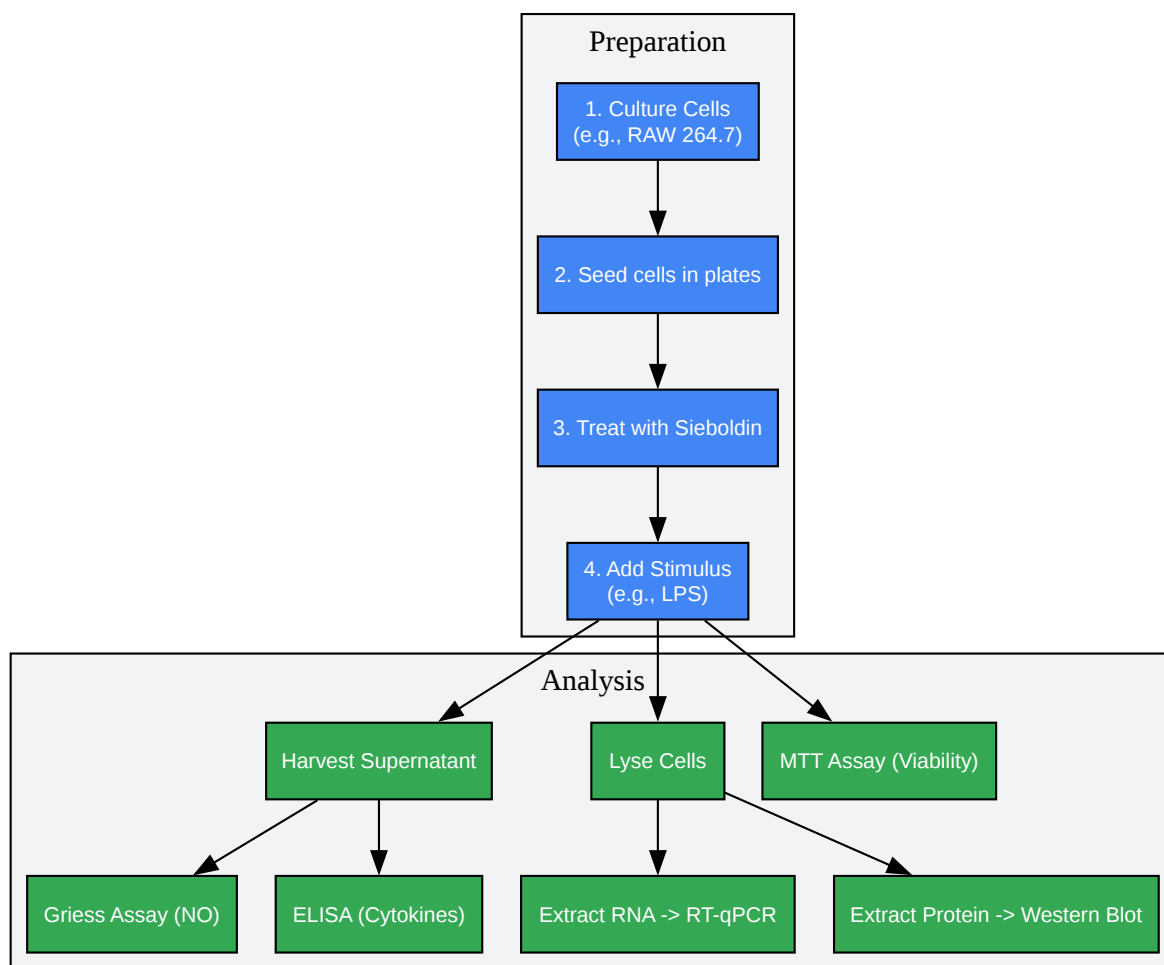 Preparation
1. Culture Cells
(e.g., RAW 264.7)
2. Seed cells in plates
3. Treat with Sieboldin
4. Add Stimulus
(e.g., LPS)
Analysis
Harvest Supernatant
Lyse Cells
MTT Assay (Viability)
Griess Assay (NO)
ELISA (Cytokines)
Extract RNA -> RT-qPCR
Extract Protein -> Western Blot